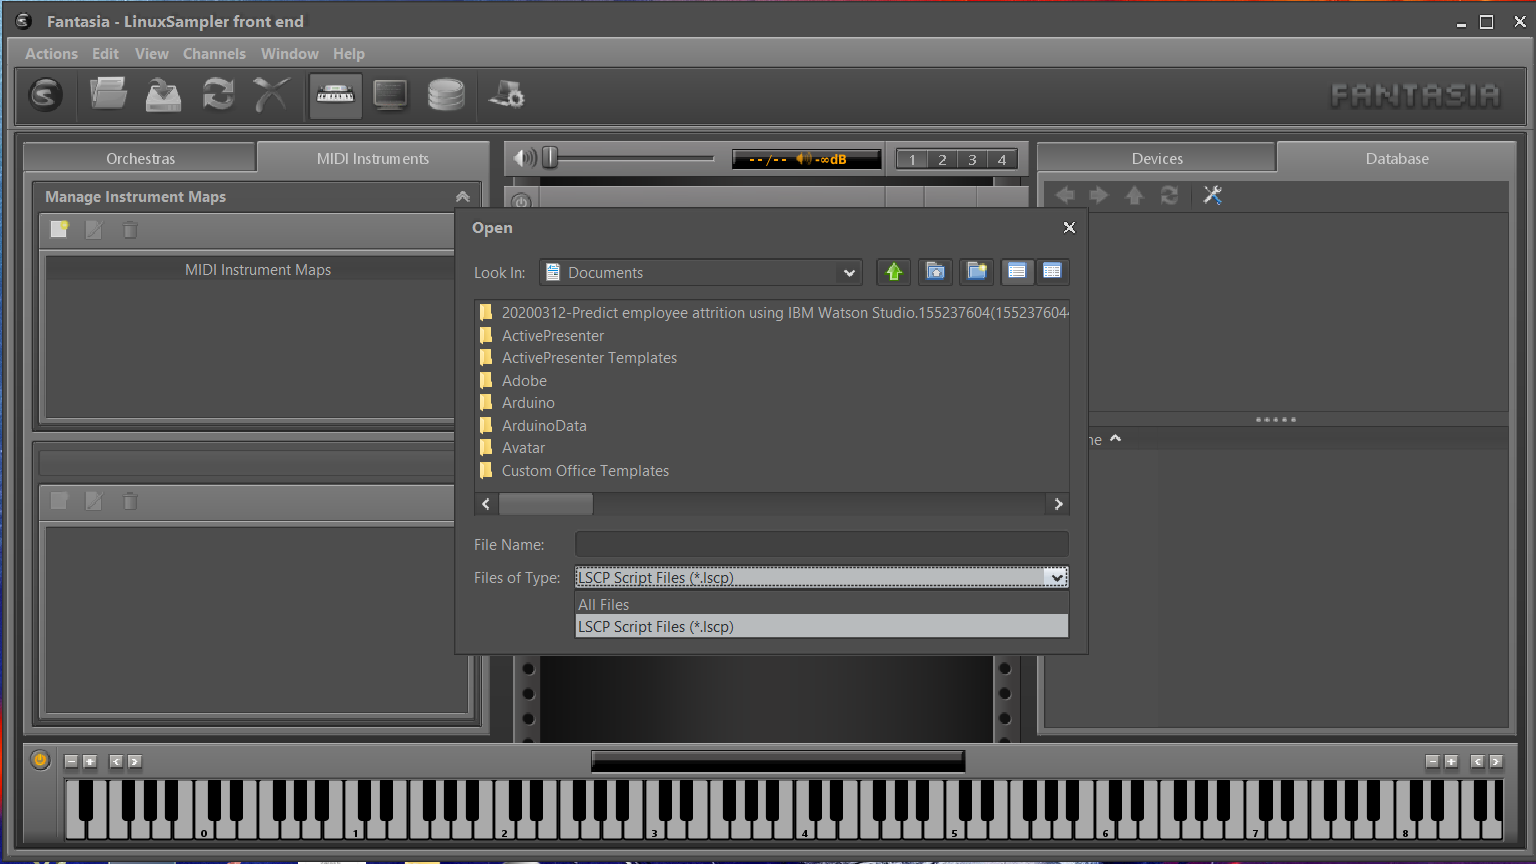 Fantasia - LinuxSampler front end
Actions Edit View Channels Window Help
FANTASIA
Orchestras MIDI Instruments
--/-- -∞dB
1 2 3 4
Devices Database
Manage Instrument Maps
MIDI Instrument Maps
Open
Look In: Documents
20200312-Predict employee attrition using IBM Watson Studio.155237604(155237604
ActivePresenter
ActivePresenter Templates
Adobe
Arduino
ArduinoData
Avatar
Custom Office Templates
File Name:
Files of Type: LSCP Script Files (*.lscp)
All Files
LSCP Script Files (*.lscp)
ne
0 1 2 3 4 5 6 7 8